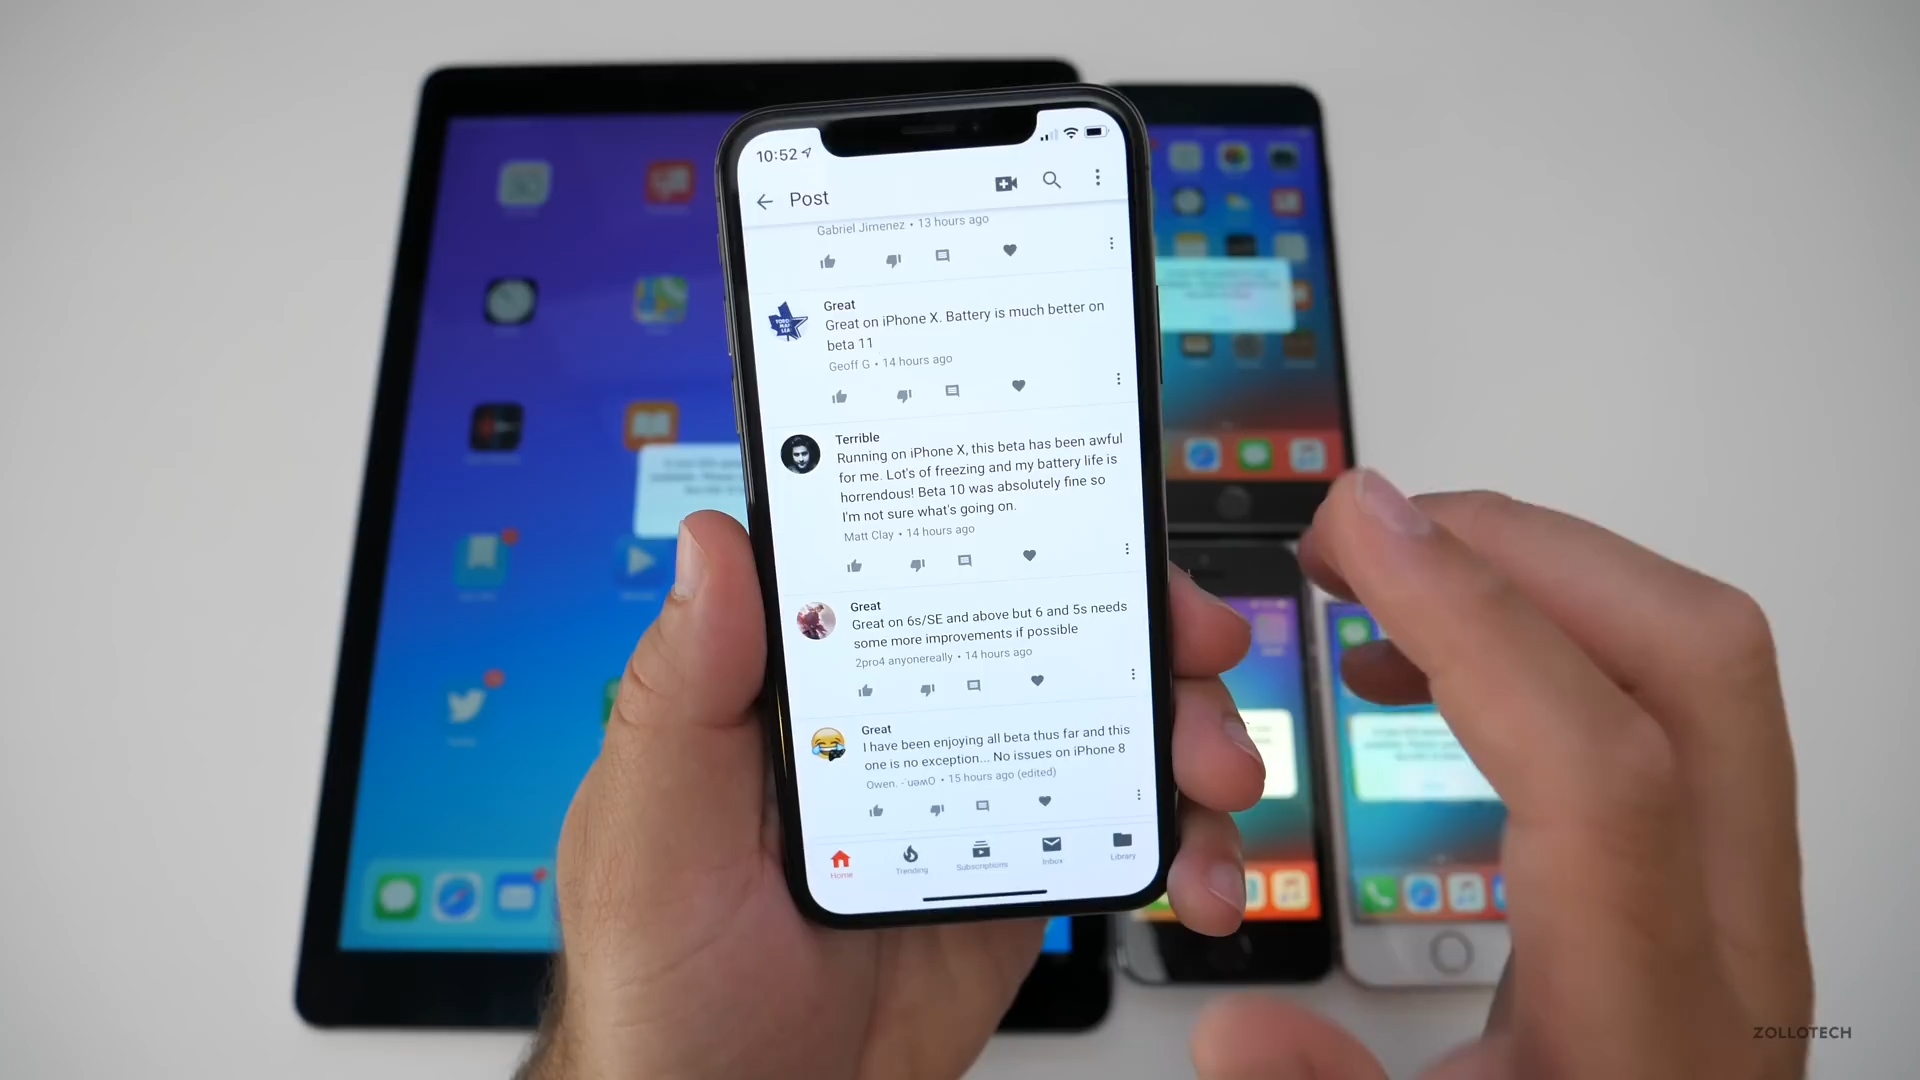 10:52
Post
Gabriel Jimenez • 13 hours ago
Great
Great on iPhone X. Battery is much better on
beta 11
Geoff G • 14 hours ago
Terrible
Running on iPhone X, this beta has been awful
for me. Lot's of freezing and my battery life is
horrendous! Beta 10 was absolutely fine so
I'm not sure what's going on.
Matt Clay • 14 hours ago
Great
Great on 6s/SE and above but 6 and 5s needs
some more improvements if possible
2pro4 anyonereally • 14 hours ago
Great
I have been enjoying all beta thus far and this
one is no exception... No issues on iPhone 8
Owen. • 15 hours ago (edited)
Home
Trending
Subscriptions
Inbox
Library
ZOLLOTECH